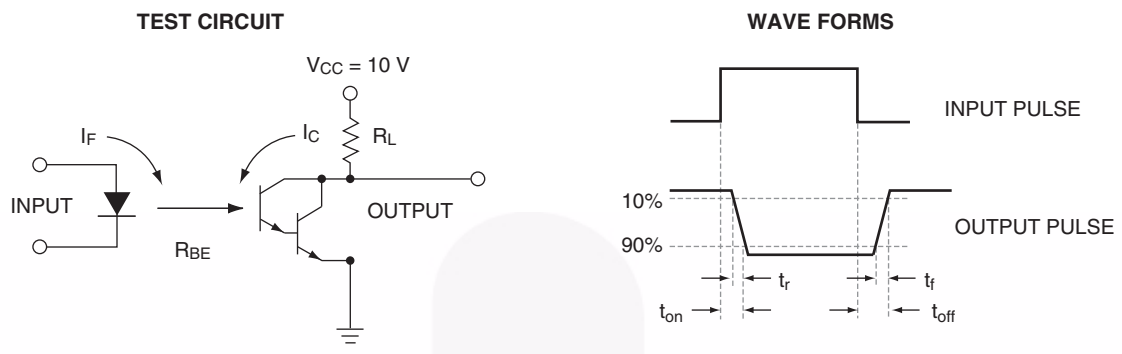 TEST CIRCUIT
VCC = 10 V
IF
IC
RL
INPUT
OUTPUT
RBE
WAVE FORMS
INPUT PULSE
10%
OUTPUT PULSE
90%
tr
tf
ton
toff